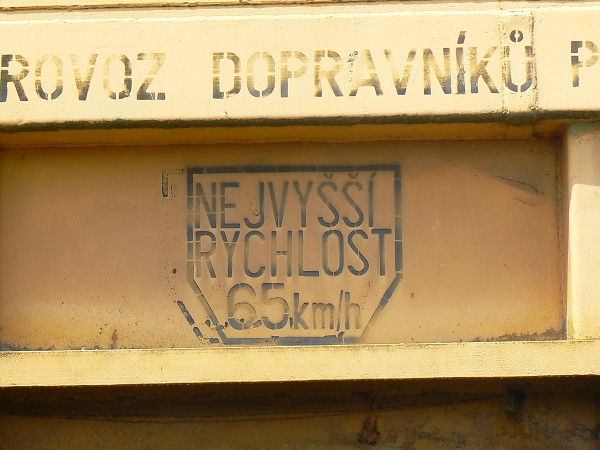 ROVOZ DOPRAVNÍKŮ P
NEJVYŠŠÍ
RYCHLOST
65km/h